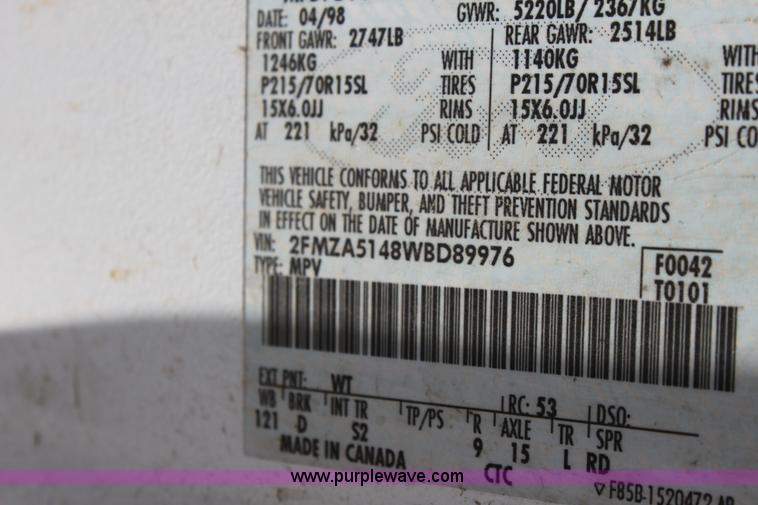 DATE: 04/98 GVWR: 5220LB/2367KG
FRONT GAWR: 2747LB REAR GAWR: 2514LB
1246KG WITH 1140KG WITH
P215/70R15SL TIRES P215/70R15SL TIRES
15X6.0JJ RIMS 15X6.0JJ RIMS
AT 221 kPa/32 PSI COLD AT 221 kPa/32 PSI CO
THIS VEHICLE CONFORMS TO ALL APPLICABLE FEDERAL MOTOR
VEHICLE SAFETY, BUMPER, AND THEFT PREVENTION STANDARDS
IN EFFECT ON THE DATE OF MANUFACTURE SHOWN ABOVE.
VIN: 2FMZA5148WBD89976
TYPE: MPV
F0042
T0101
EXT PNT: WT RC: 53 DSO:
WB BRK INT TR TP/PS R AXLE TR SPR
121 D S2 9 15 L RD
MADE IN CANADA CTC
▽F85B-1520472
www.purplewave.com